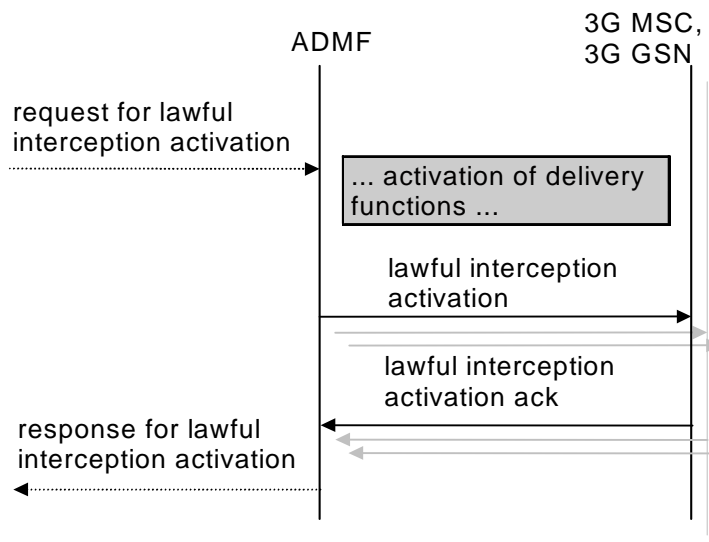 ADMF
3G MSC,
3G GSN
request for lawful
interception activation
... activation of delivery
functions ...
lawful interception
activation
lawful interception
activation ack
response for lawful
interception activation